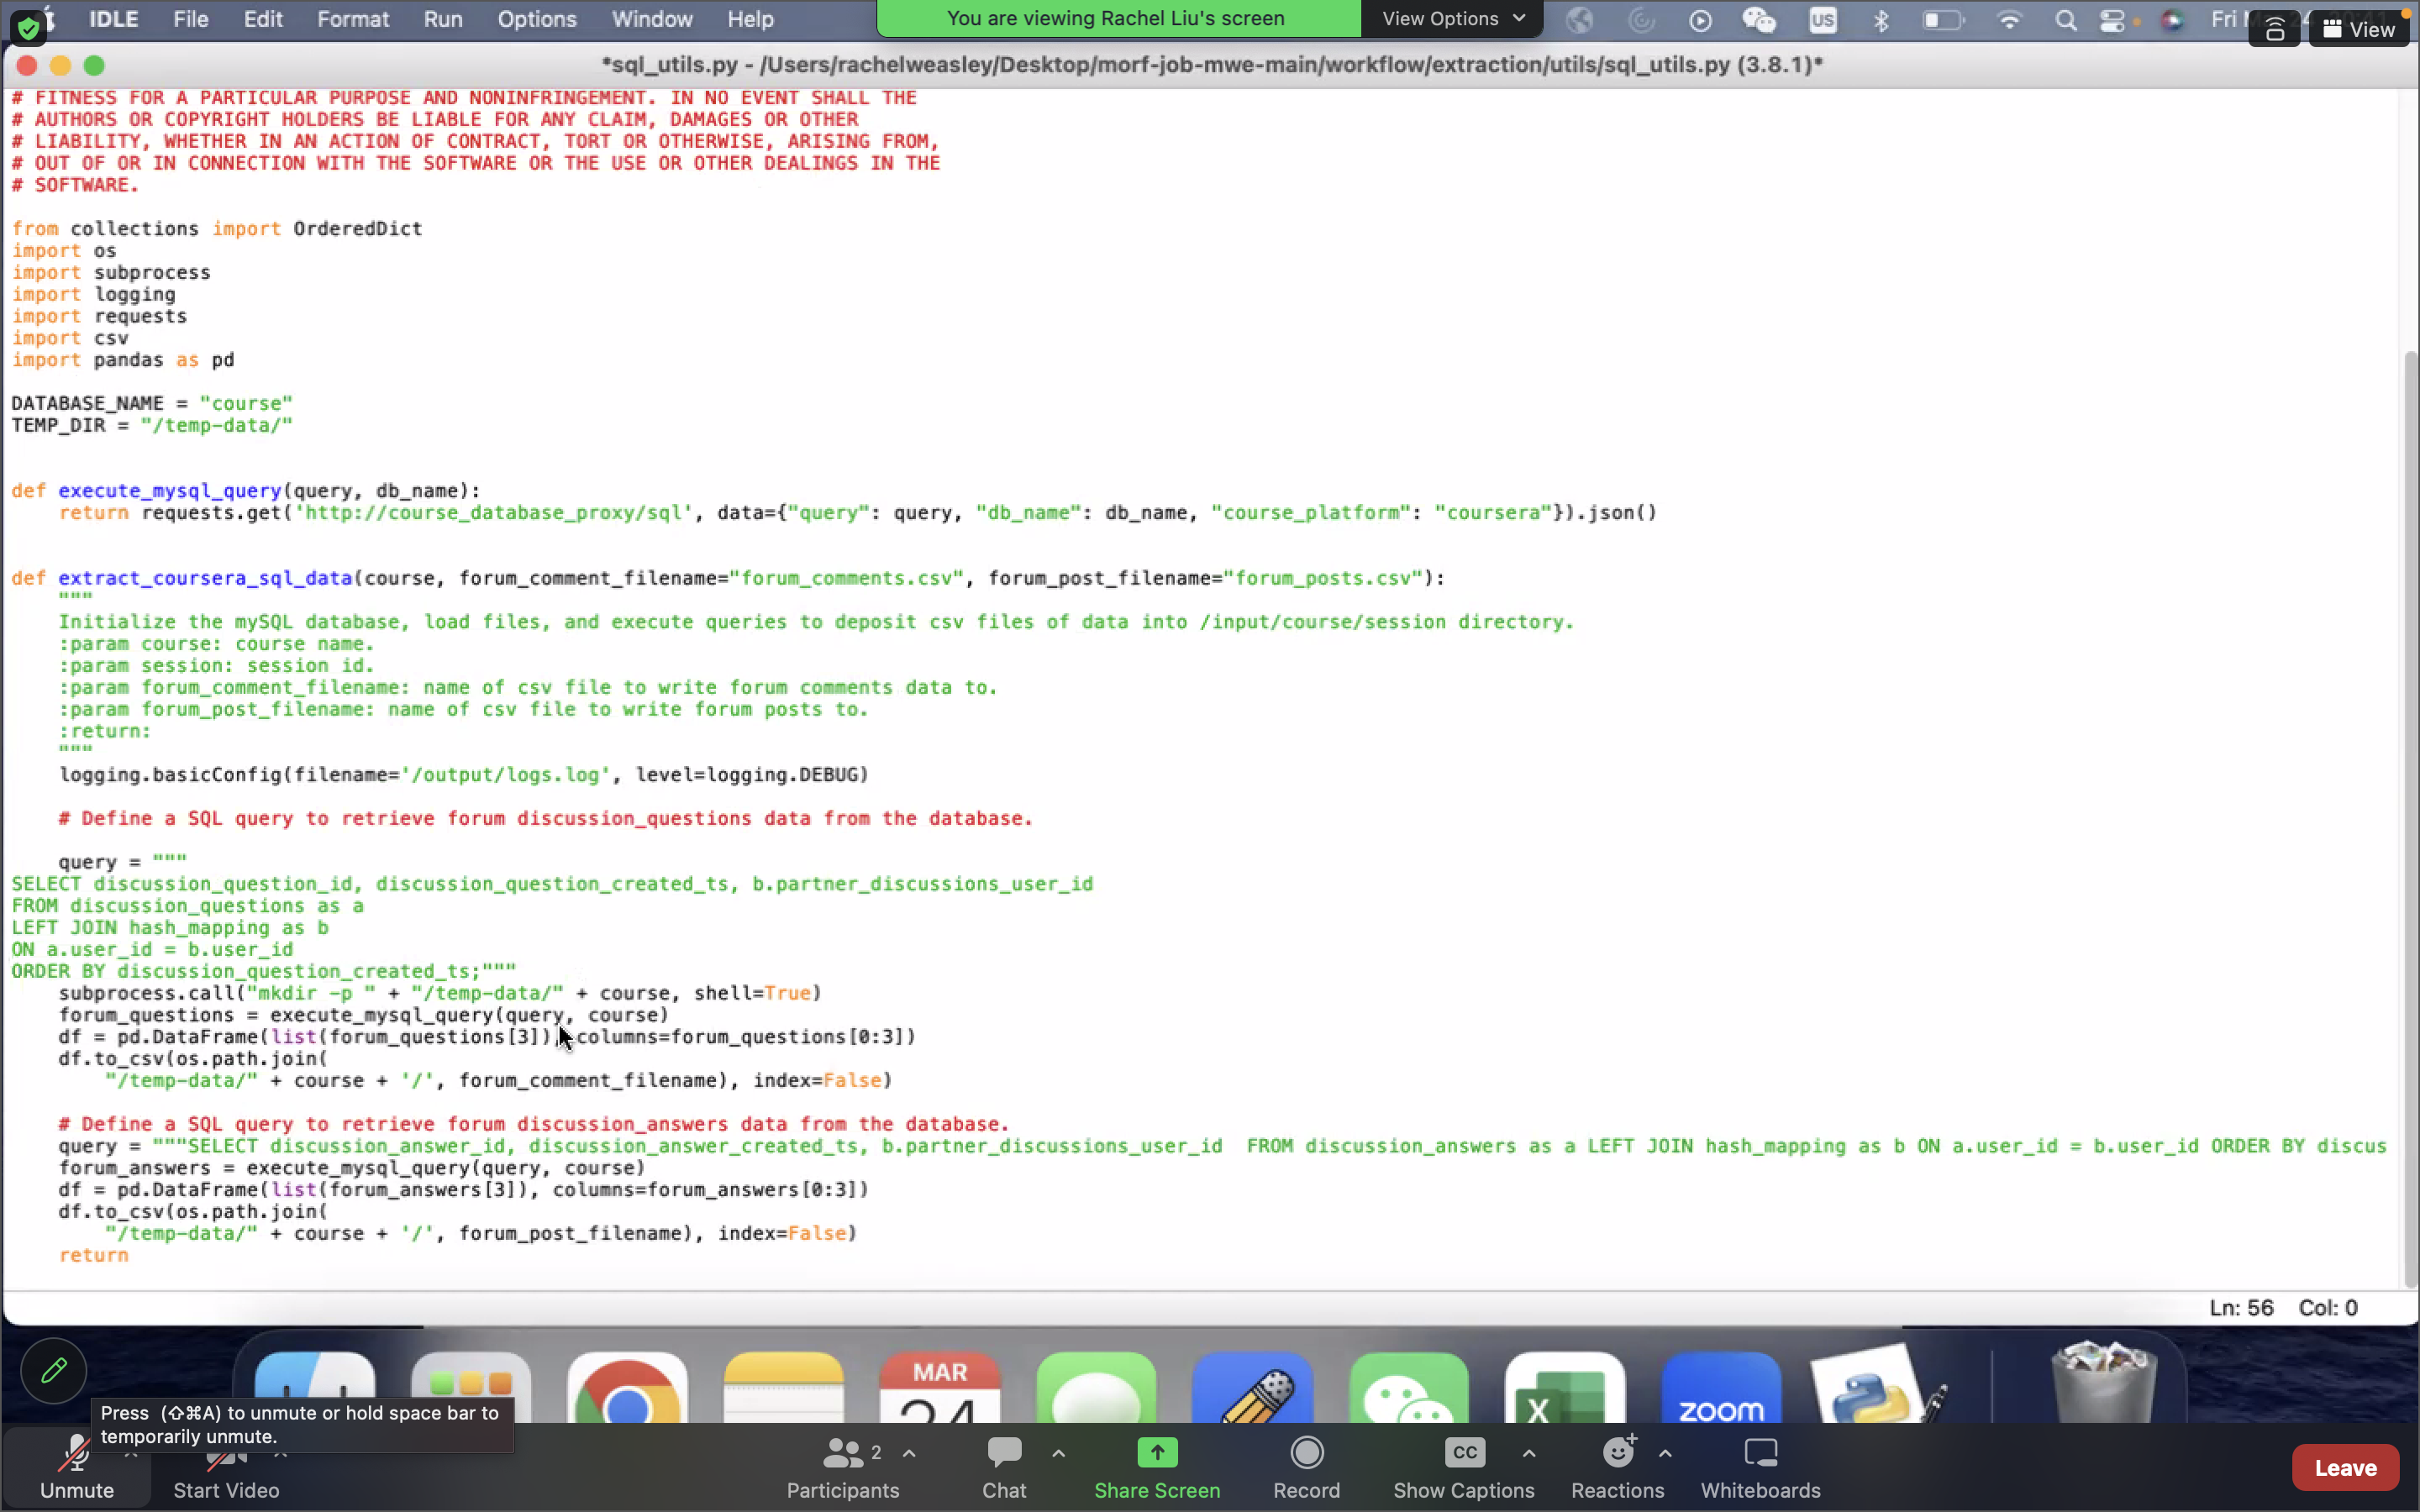 IDLE File Edit Format Run Options Window Help
You are viewing Rachel Liu's screen View Options
US
Fri
View
*sql_utils.py - /Users/rachelweasley/Desktop/morf-job-mwe-main/workflow/extraction/utils/sql_utils.py (3.8.1)*
# FITNESS FOR A PARTICULAR PURPOSE AND NONINFRINGEMENT. IN NO EVENT SHALL THE
# AUTHORS OR COPYRIGHT HOLDERS BE LIABLE FOR ANY CLAIM, DAMAGES OR OTHER
# LIABILITY, WHETHER IN AN ACTION OF CONTRACT, TORT OR OTHERWISE, ARISING FROM,
# OUT OF OR IN CONNECTION WITH THE SOFTWARE OR THE USE OR OTHER DEALINGS IN THE
# SOFTWARE.
from collections import OrderedDict
import os
import subprocess
import logging
import requests
import csv
import pandas as pd
DATABASE_NAME = "course"
TEMP_DIR = "/temp-data/"
def execute_mysql_query(query, db_name):
    return requests.get('http://course_database_proxy/sql', data={"query": query, "db_name": db_name, "course_platform": "coursera"}).json()
def extract_coursera_sql_data(course, forum_comment_filename="forum_comments.csv", forum_post_filename="forum_posts.csv"):
    """
    Initialize the mySQL database, load files, and execute queries to deposit csv files of data into /input/course/session directory.
    :param course: course name.
    :param session: session id.
    :param forum_comment_filename: name of csv file to write forum comments data to.
    :param forum_post_filename: name of csv file to write forum posts to.
    :return:
    """
    logging.basicConfig(filename='/output/logs.log', level=logging.DEBUG)
    # Define a SQL query to retrieve forum discussion_questions data from the database.
    query = """
SELECT discussion_question_id, discussion_question_created_ts, b.partner_discussions_user_id
FROM discussion_questions as a
LEFT JOIN hash_mapping as b
ON a.user_id = b.user_id
ORDER BY discussion_question_created_ts;"""
    subprocess.call("mkdir -p " + "/temp-data/" + course, shell=True)
    forum_questions = execute_mysql_query(query, course)
    df = pd.DataFrame(list(forum_questions[3]), columns=forum_questions[0:3])
    df.to_csv(os.path.join(
        "/temp-data/" + course + '/', forum_comment_filename), index=False)
    # Define a SQL query to retrieve forum discussion_answers data from the database.
    query = """SELECT discussion_answer_id, discussion_answer_created_ts, b.partner_discussions_user_id  FROM discussion_answers as a LEFT JOIN hash_mapping as b ON a.user_id = b.user_id ORDER BY discus
    forum_answers = execute_mysql_query(query, course)
    df = pd.DataFrame(list(forum_answers[3]), columns=forum_answers[0:3])
    df.to_csv(os.path.join(
        "/temp-data/" + course + '/', forum_post_filename), index=False)
    return
Ln: 56 Col: 0
MAR
24
zoom
Press (⇧⌘A) to unmute or hold space bar to
temporarily unmute.
2
CC
Unmute Start Video Participants Chat Share Screen Record Show Captions Reactions Whiteboards Leave